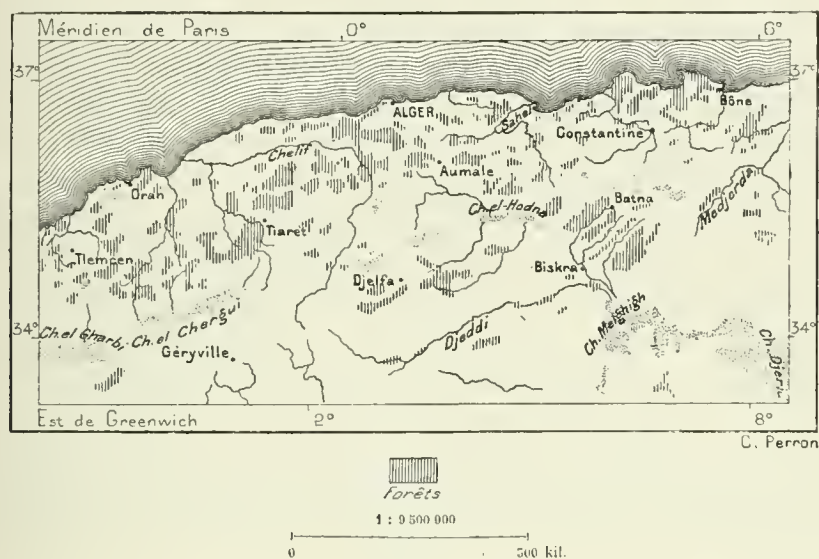 Méridien de Paris 0° 6°
37° 37°
ALGER
Sahel
Bône
Constantine
Chélif
Aumale
Oran
Medjerda
Batna
Ch.el-Hodna
Tiaret
Tlemcen
Biskra
Djelfa
34° Ch.el Gharbi Ch.el Chergui Djeddi Ch.Melghigh 34°
Géryville
Ch. Djerid
Est de Greenwich 2° 8°
C. Perron
Forêts
1 : 9 500 000
0 500 kil.